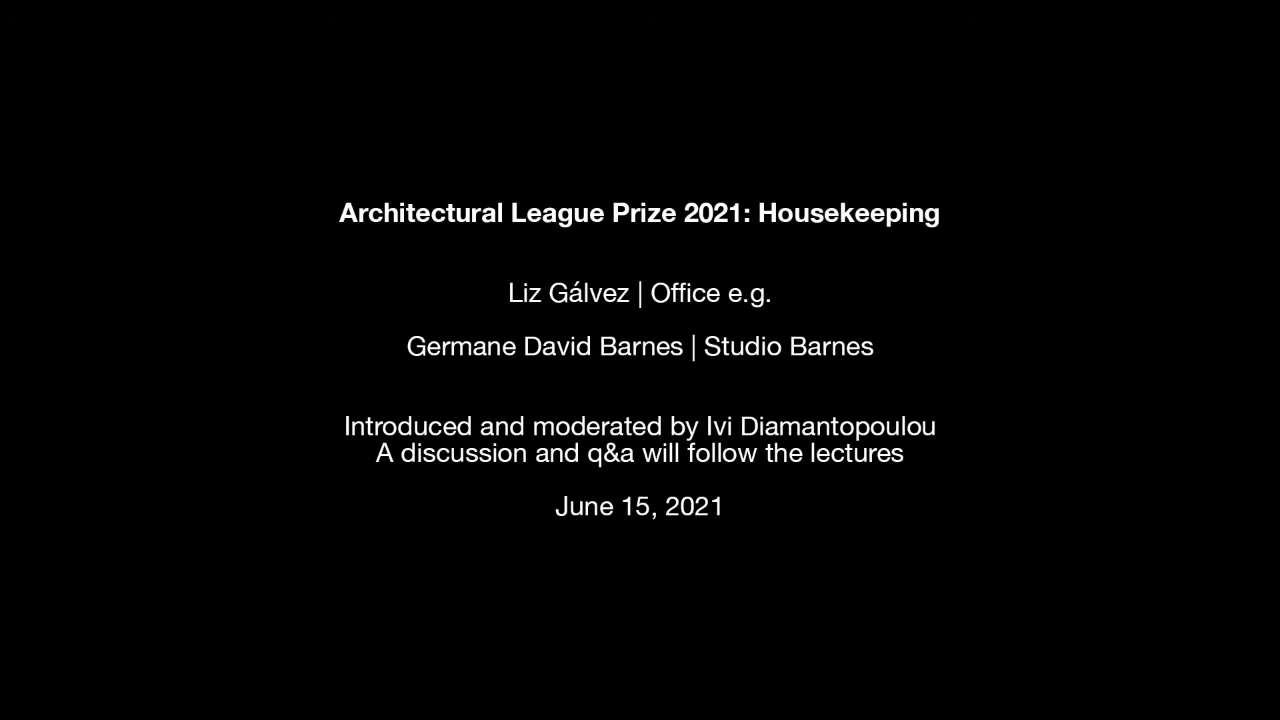 Architectural League Prize 2021: Housekeeping
Liz Gálvez | Office e.g.
Germane David Barnes | Studio Barnes
Introduced and moderated by Ivi Diamantopoulou
A discussion and q&a will follow the lectures
June 15, 2021